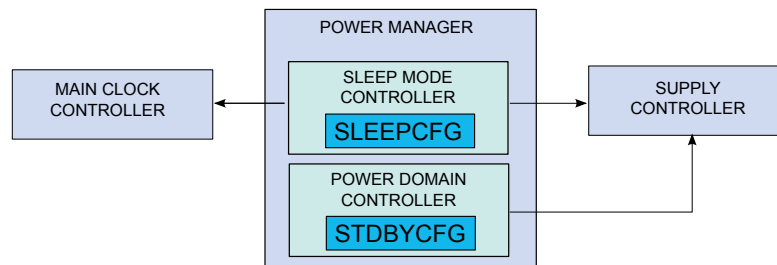 POWER MANAGER
SLEEP MODE
CONTROLLER
SLEEPCFG
MAIN CLOCK
CONTROLLER
SUPPLY
CONTROLLER
POWER DOMAIN
CONTROLLER
STDBYCFG